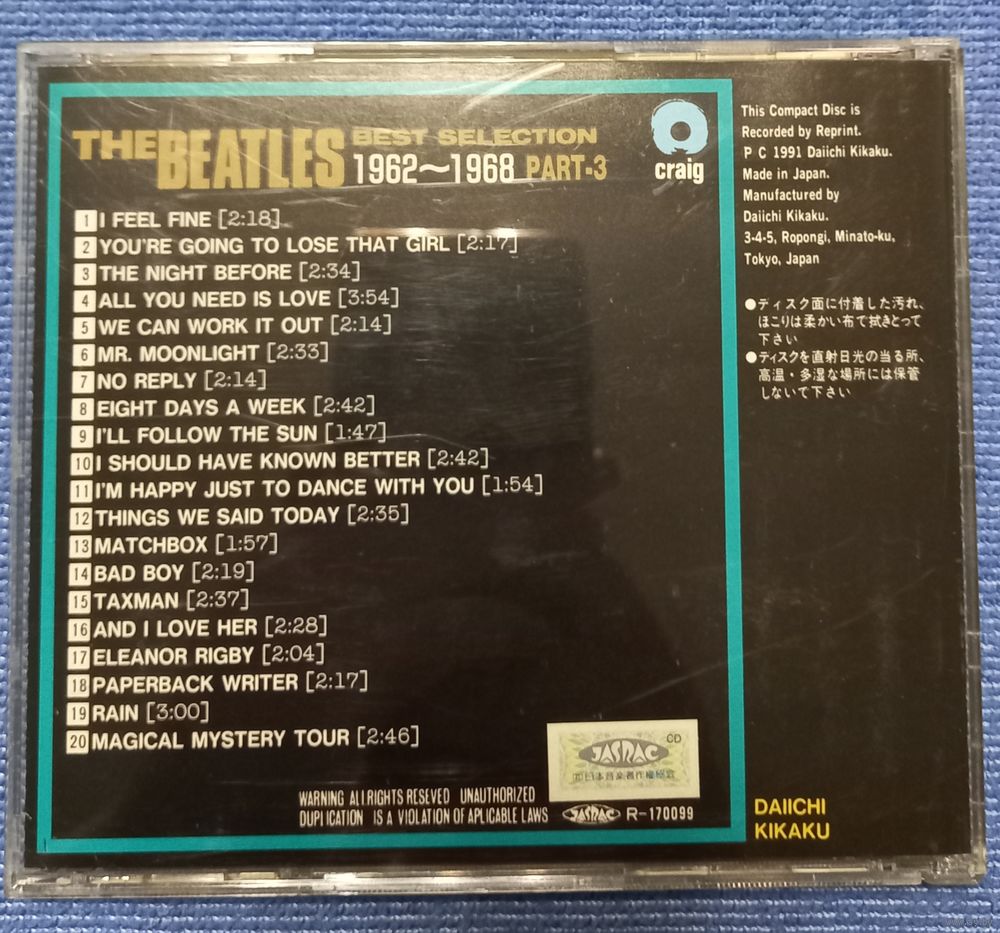 THE BEATLES BEST SELECTION
1962~1968 PART-3
craig
1 I FEEL FINE [2:18]
2 YOU'RE GOING TO LOSE THAT GIRL [2:17]
3 THE NIGHT BEFORE [2:34]
4 ALL YOU NEED IS LOVE [3:54]
5 WE CAN WORK IT OUT [2:14]
6 MR. MOONLIGHT [2:33]
7 NO REPLY [2:14]
8 EIGHT DAYS A WEEK [2:42]
9 I'LL FOLLOW THE SUN [1:47]
10 I SHOULD HAVE KNOWN BETTER [2:42]
11 I'M HAPPY JUST TO DANCE WITH YOU [1:54]
12 THINGS WE SAID TODAY [2:35]
13 MATCHBOX [1:57]
14 BAD BOY [2:19]
15 TAXMAN [2:37]
16 AND I LOVE HER [2:28]
17 ELEANOR RIGBY [2:04]
18 PAPERBACK WRITER [2:17]
19 RAIN [3:00]
20 MAGICAL MYSTERY TOUR [2:46]
CD
JASRAC
日本音楽著作権協会
WARNING ALL RIGHTS RESEVED UNAUTHORIZED
DUPLICATION IS A VIOLATION OF APLICABLE LAWS JASRAC R-170099
This Compact Disc is
Recorded by Reprint.
P C 1991 Daiichi Kikaku.
Made in Japan.
Manufactured by
Daiichi Kikaku.
3-4-5, Ropongi, Minato-ku,
Tokyo, Japan
●ディスク面に付着した汚れ、
ほこりは柔かい布て拭きとって
下さい
●ディスクを直射日光の当る所、
高温・多湿な場所には保管
しないて下さい
DAIICHI
KIKAKU